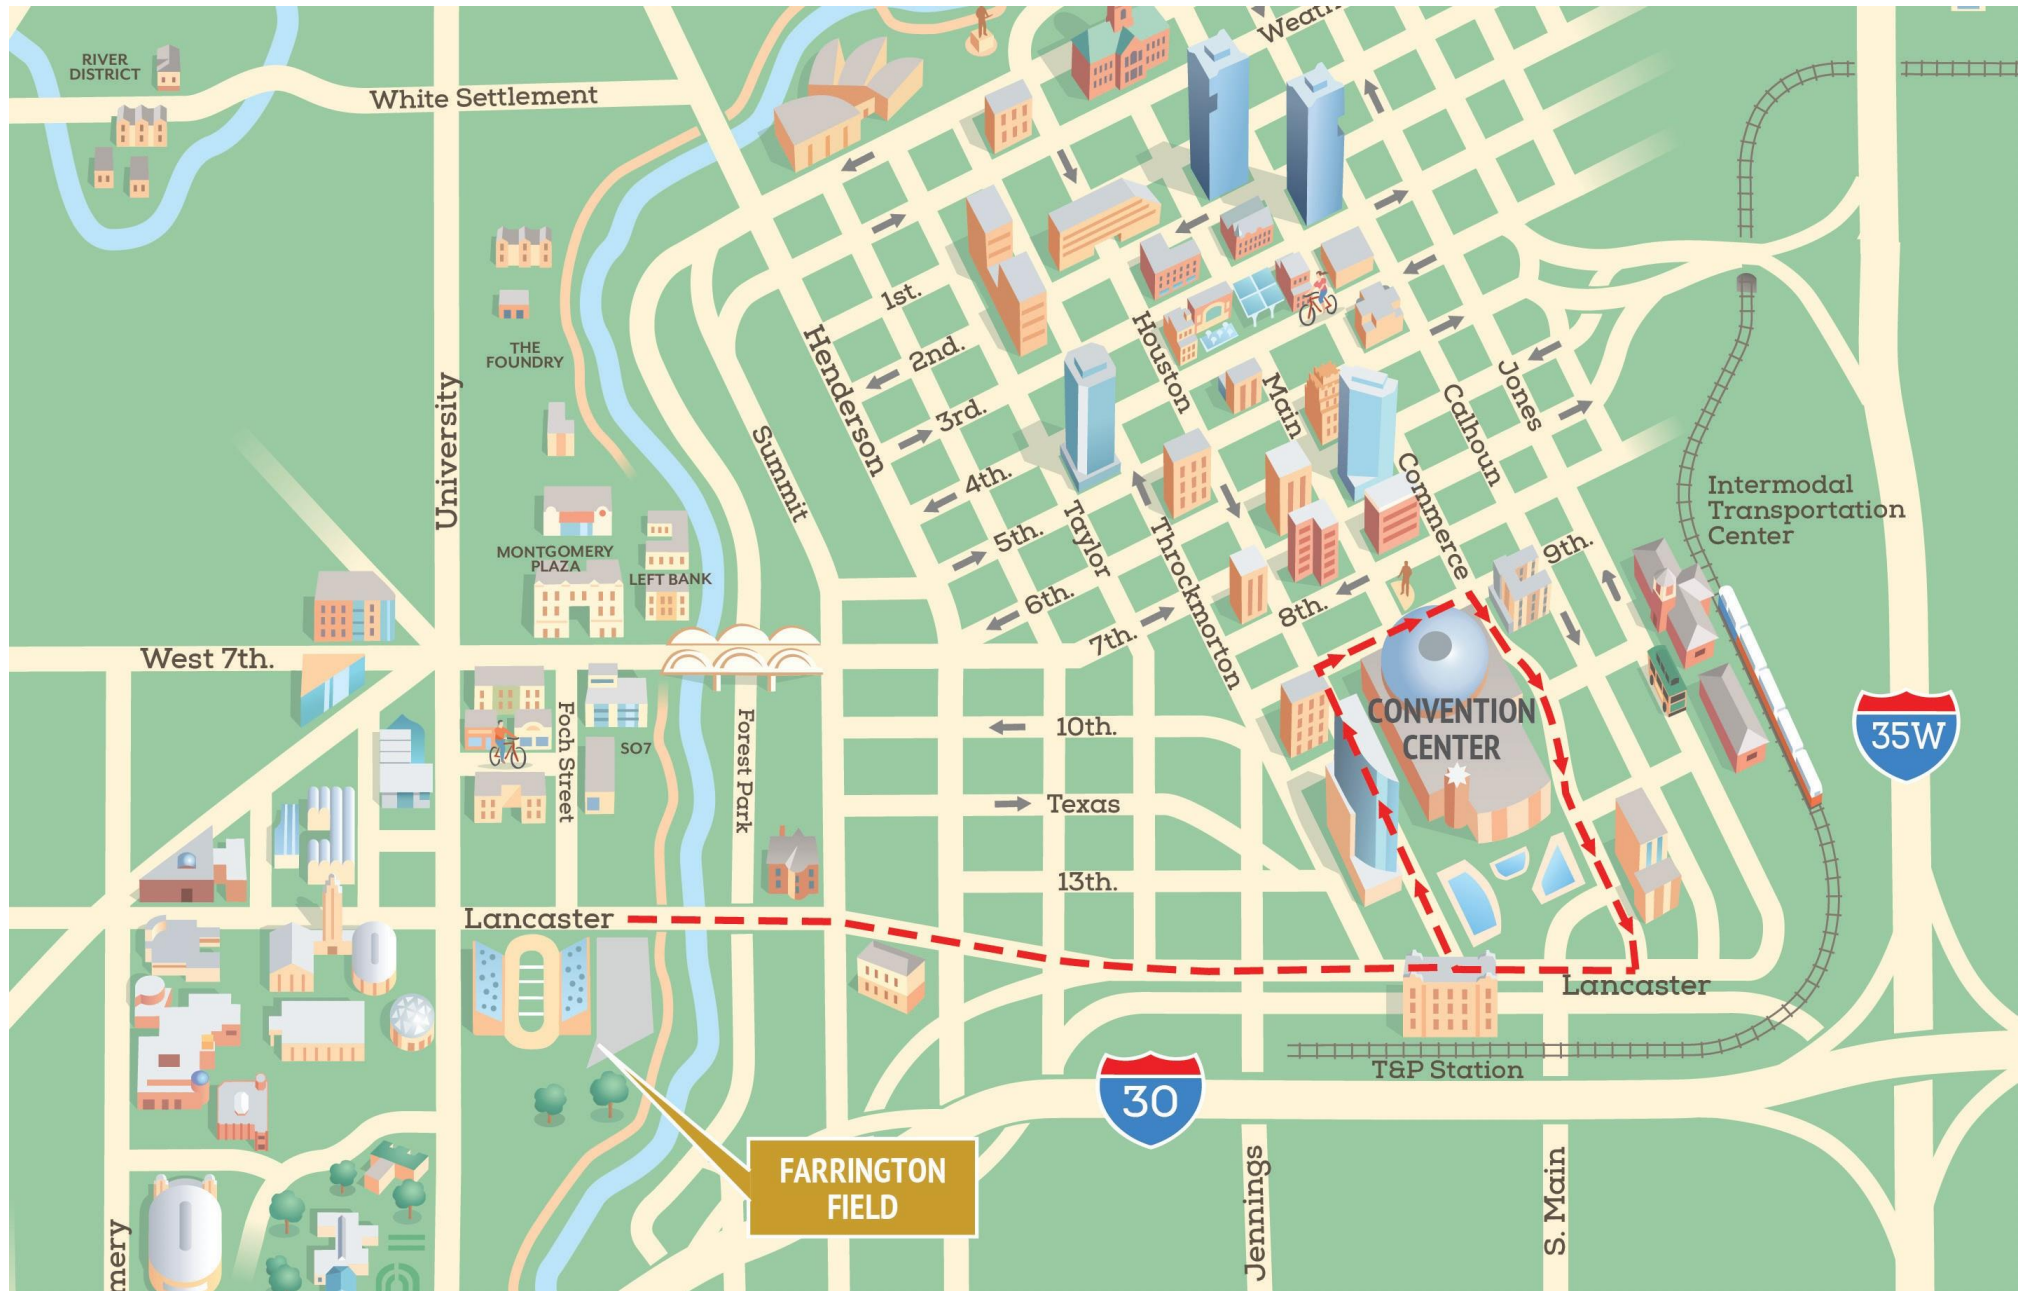 Weath
RIVER
DISTRICT
White Settlement
1st.
THE
FOUNDRY
2nd.
Henderson
Houston
University
3rd.
Main
Jones
Calhoun
Summit
4th.
Commerce
Intermodal
Transportation
Center
5th.
Taylor
Throckmorton
9th.
MONTGOMERY
PLAZA
LEFT BANK
6th.
8th.
7th.
West 7th.
Foch Street
SO7
Forest Park
10th.
CONVENTION
CENTER
35W
Texas
13th.
Lancaster
Lancaster
T&P Station
30
FARRINGTON
FIELD
Jennings
S. Main
mery